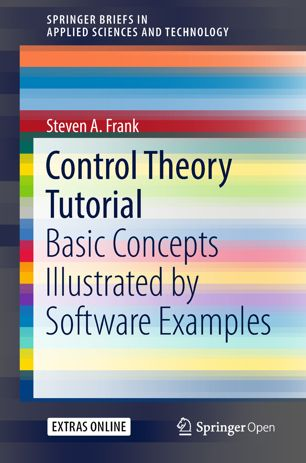 SPRINGER BRIEFS IN
APPLIED SCIENCES AND TECHNOLOGY
Steven A. Frank
Control Theory
Tutorial
Basic Concepts
Illustrated by
Software Examples
EXTRAS ONLINE
Springer Open